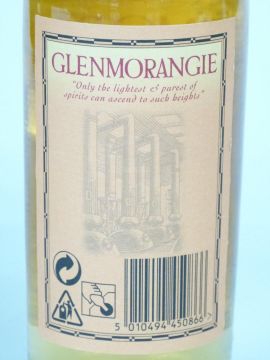 GLENMORANGIE
"Only the lightest & purest of
spirits can ascend to such heights"
5 010494 450866 >